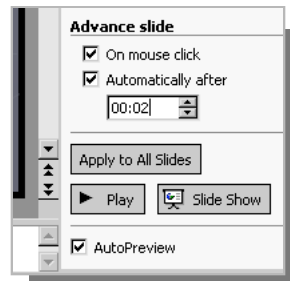 Advance slide
On mouse click
Automatically after
00:02
Apply to All Slides
Play Slide Show
AutoPreview